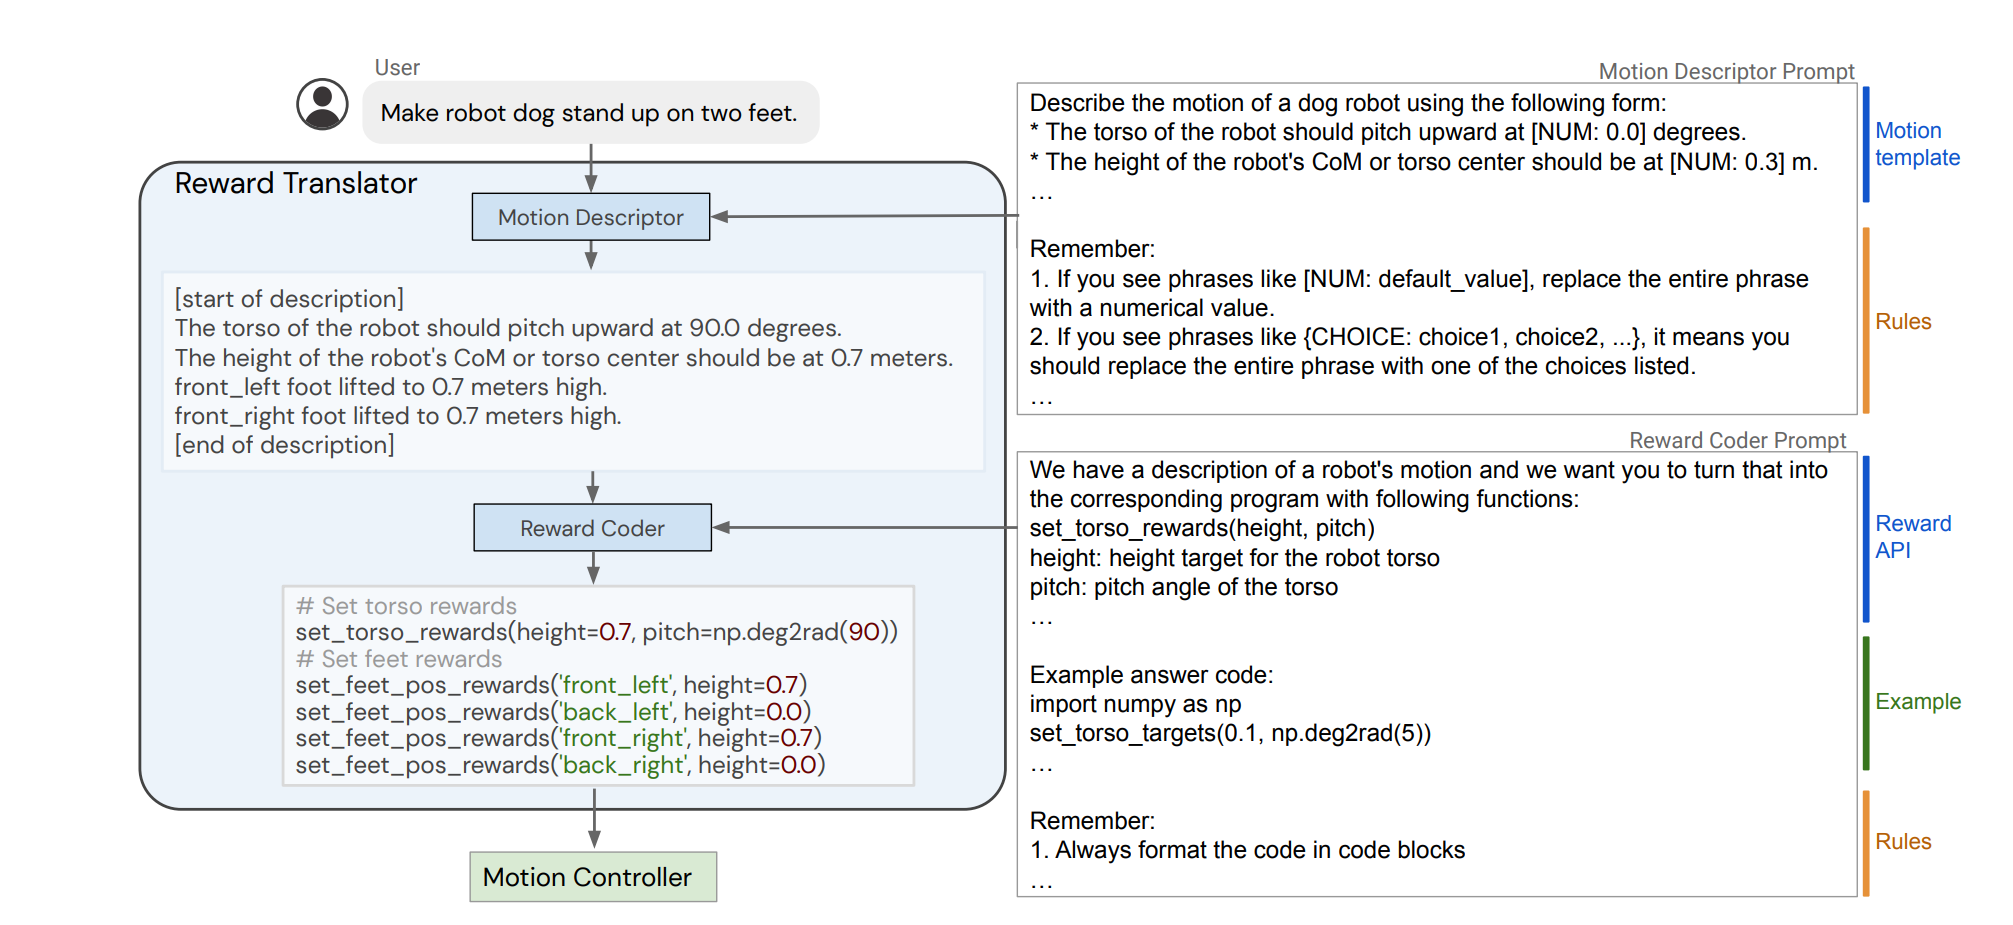 User
Make robot dog stand up on two feet.
Reward Translator
Motion Descriptor
[start of description]
The torso of the robot should pitch upward at 90.0 degrees.
The height of the robot's CoM or torso center should be at 0.7 meters.
front_left foot lifted to 0.7 meters high.
front_right foot lifted to 0.7 meters high.
[end of description]
Reward Coder
# Set torso rewards
set_torso_rewards(height=0.7, pitch=np.deg2rad(90))
# Set feet rewards
set_feet_pos_rewards('front_left', height=0.7)
set_feet_pos_rewards('back_left', height=0.0)
set_feet_pos_rewards('front_right', height=0.7)
set_feet_pos_rewards('back_right', height=0.0)
Motion Controller
Motion Descriptor Prompt
Describe the motion of a dog robot using the following form:
* The torso of the robot should pitch upward at [NUM: 0.0] degrees.
* The height of the robot's CoM or torso center should be at [NUM: 0.3] m.
...
Motion
template
Remember:
1. If you see phrases like [NUM: default_value], replace the entire phrase
with a numerical value.
2. If you see phrases like {CHOICE: choice1, choice2, ...}, it means you
should replace the entire phrase with one of the choices listed.
...
Rules
Reward Coder Prompt
We have a description of a robot's motion and we want you to turn that into
the corresponding program with following functions:
set_torso_rewards(height, pitch)
height: height target for the robot torso
pitch: pitch angle of the torso
...
Reward
API
Example answer code:
import numpy as np
set_torso_targets(0.1, np.deg2rad(5))
...
Example
Remember:
1. Always format the code in code blocks
...
Rules